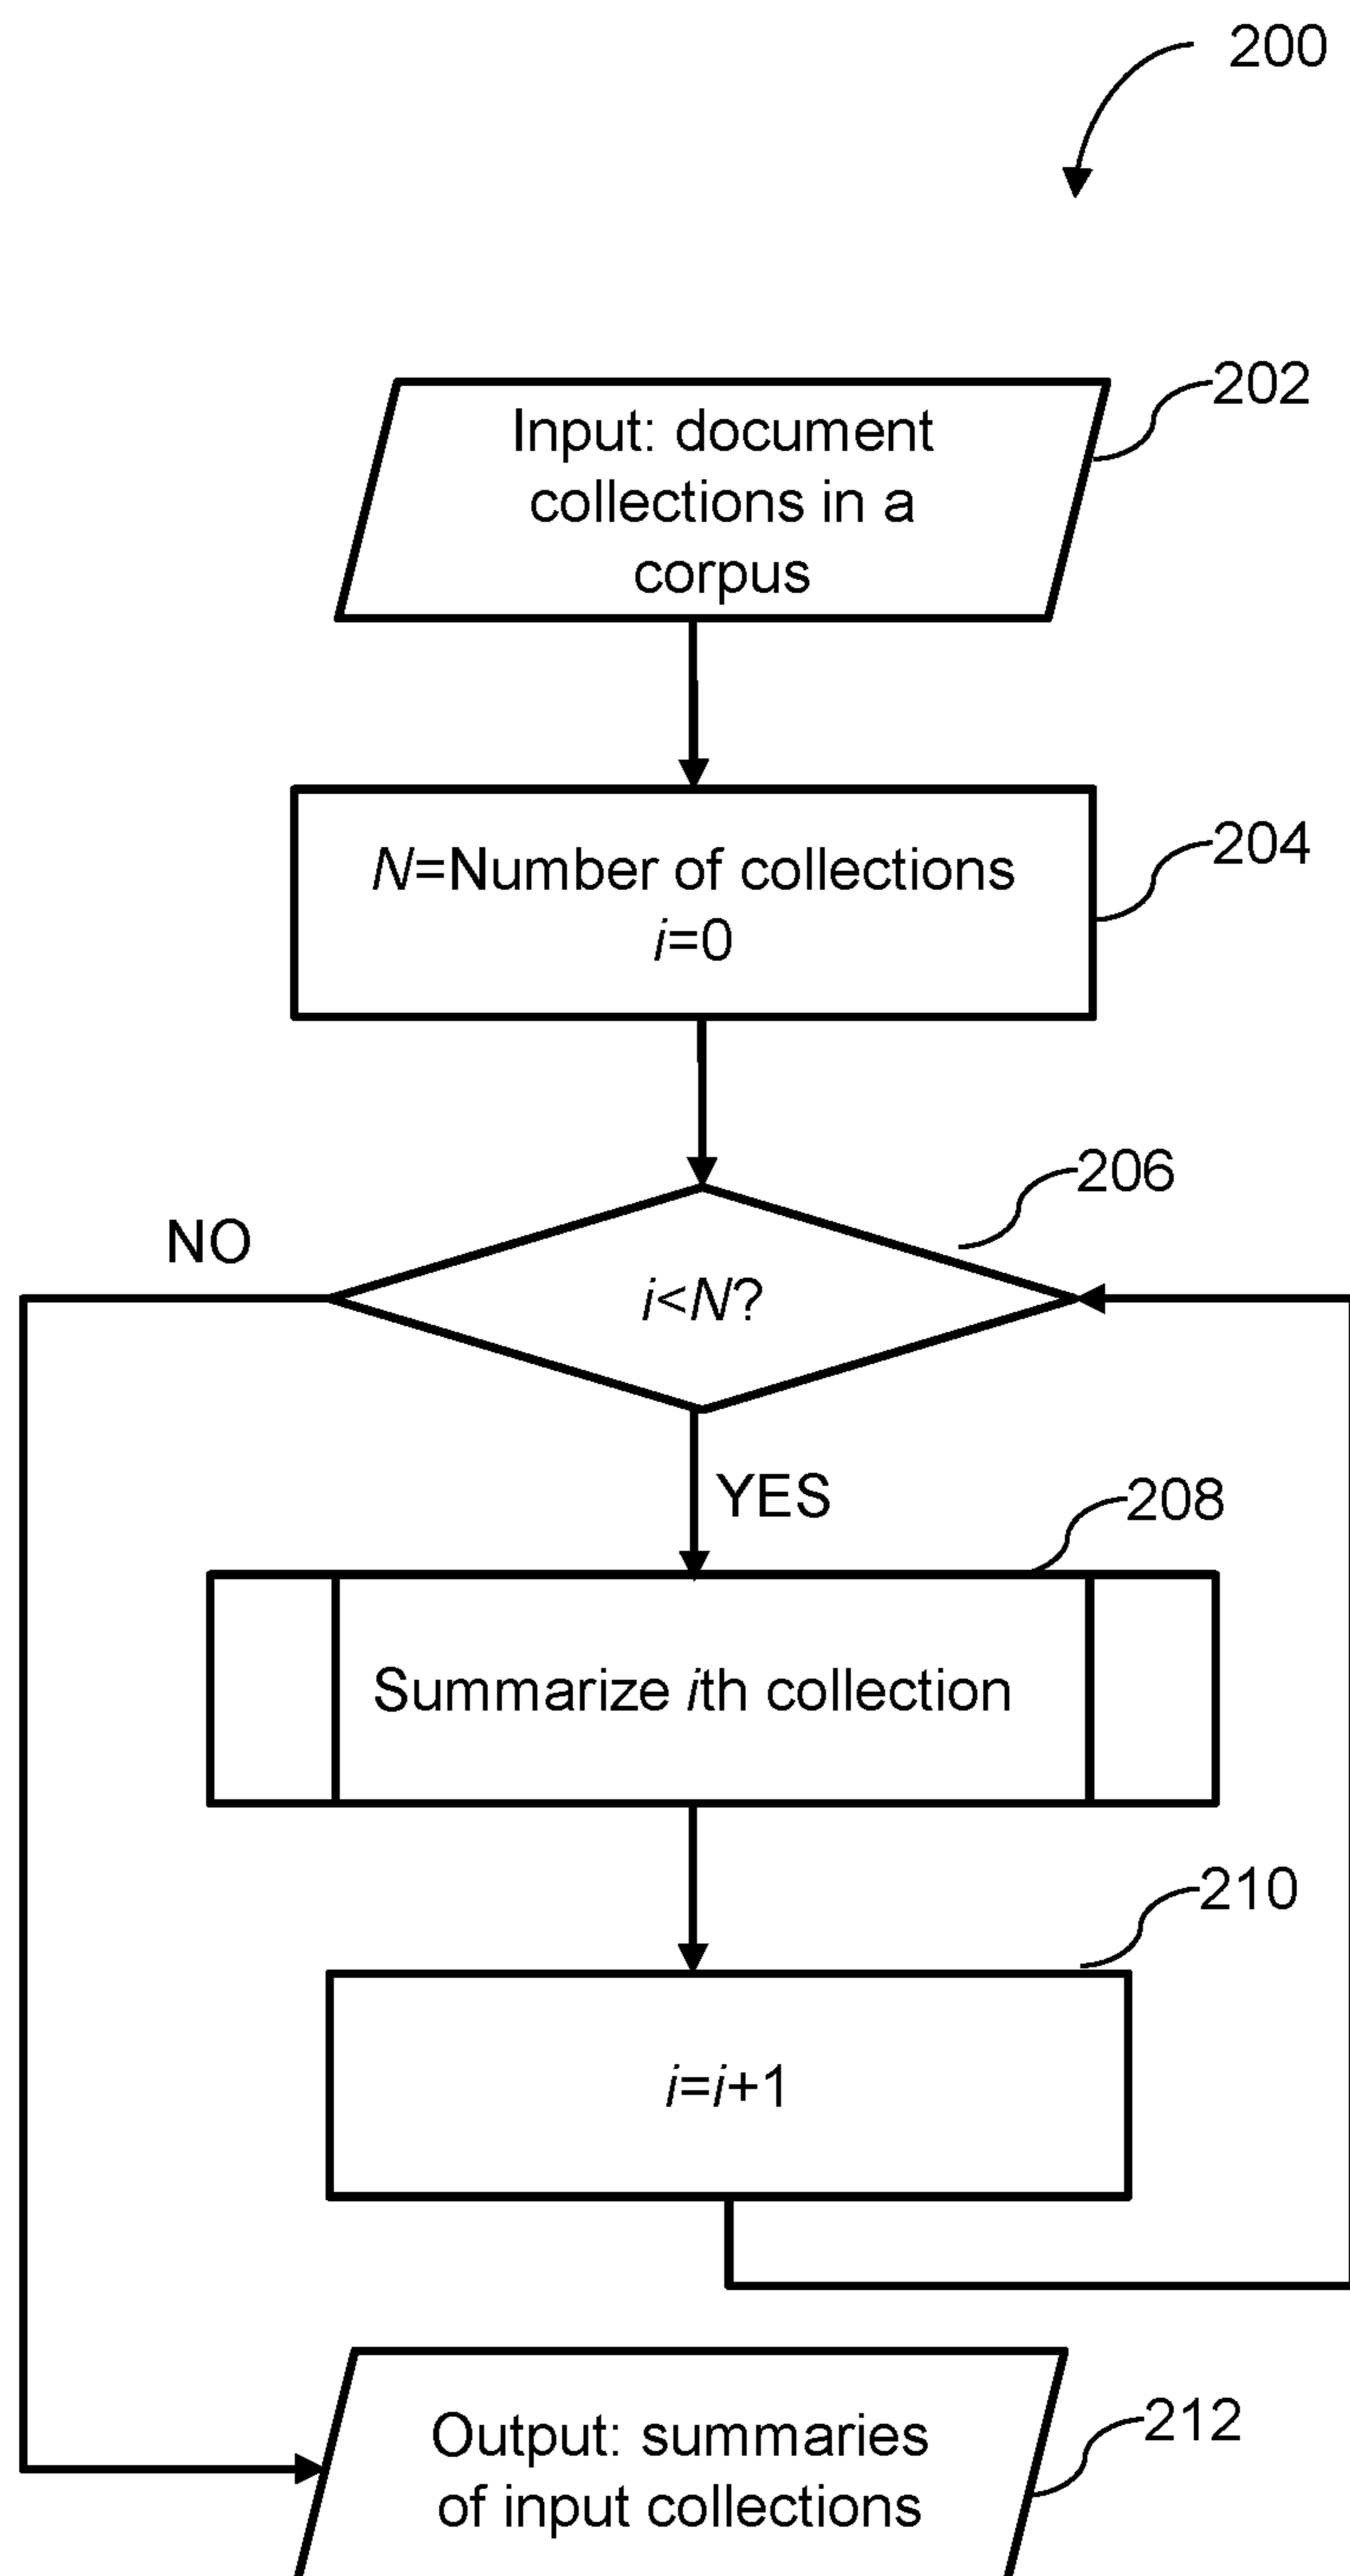 200
202
Input: document
collections in a
corpus
204
N=Number of collections
i=0
206
NO
i<N?
YES
208
Summarize ith collection
210
i=i+1
212
Output: summaries
of input collections